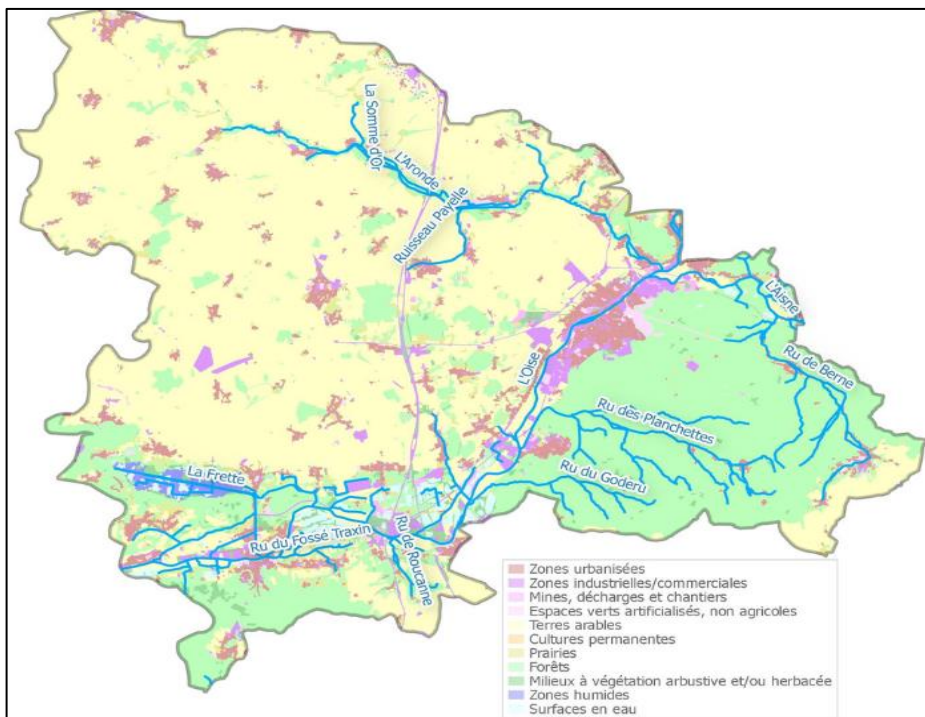 La Somme
d'Or
L'Aronde
Ruisseau Payelle
L'Aisne
L'Oise
Ru de Berne
Ru des Planchettes
La Frette
Ru du Goderu
Ru du Fossé Traxin
Ru de Roucanne
Zones urbanisées
Zones industrielles/commerciales
Mines, décharges et chantiers
Espaces verts artificialisés, non agricoles
Terres arables
Cultures permanentes
Prairies
Forêts
Milieux à végétation arbustive et/ou herbacée
Zones humides
Surfaces en eau